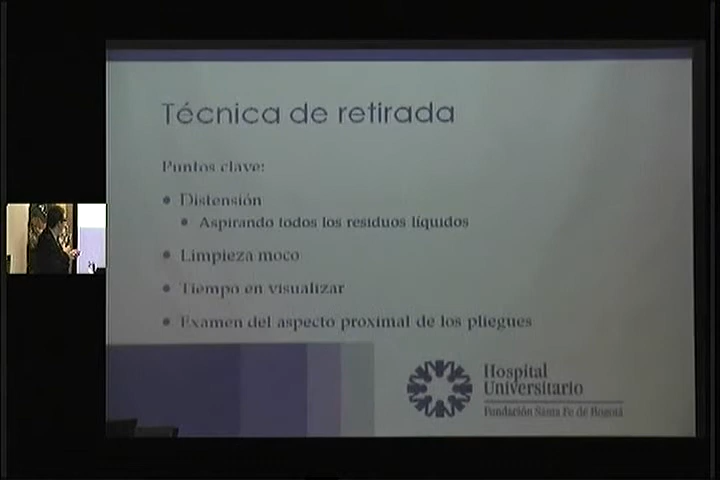 Técnica de retirada
Puntos clave:
Distensión
Aspirando todos los residuos líquidos
Limpieza moco
Tiempo en visualizar
Examen del aspecto proximal de los pliegues
Hospital
Universitario
Fundación Santa Fe de Bogotá